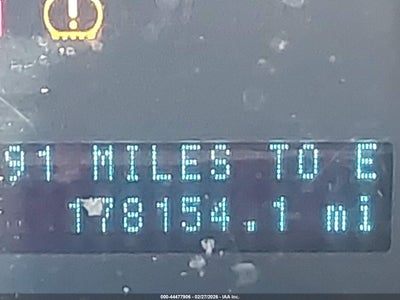 91 MILES TO E
178154.1 mi
000-44477906 - 02/27/2026 - IAA Inc.